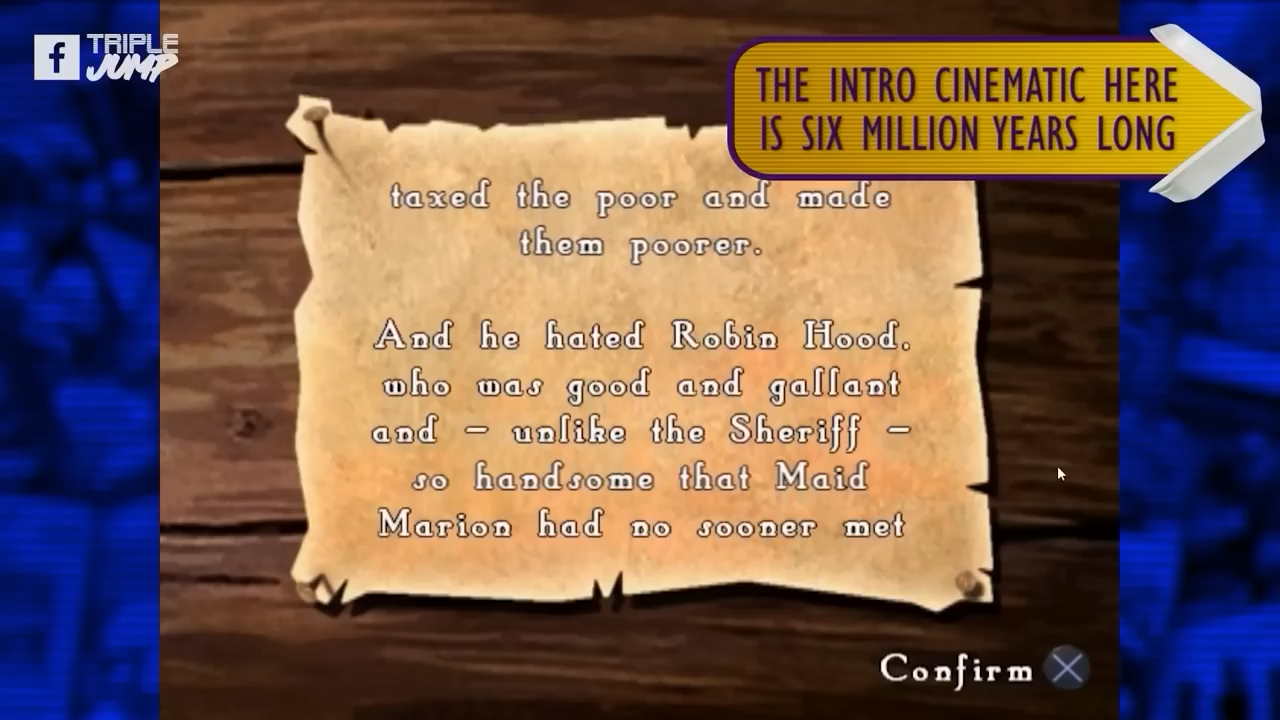 f TRIPLE
JUMP
THE INTRO CINEMATIC HERE
IS SIX MILLION YEARS LONG
taxed the poor and made
them poorer.
And he hated Robin Hood,
who was good and gallant
and - unlike the Sheriff -
so handsome that Maid
Marion had no sooner met
Confirm